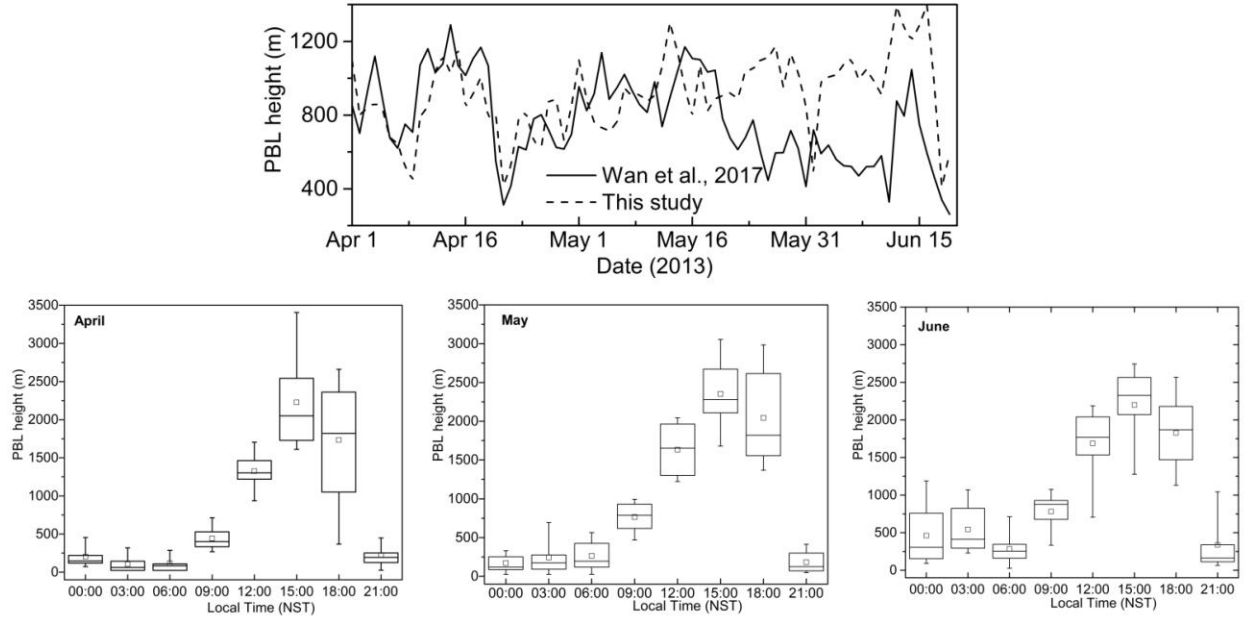 PBL height (m)
1200
800
400
Wan et al., 2017
This study
Apr 1 Apr 16 May 1 May 16 May 31 Jun 15
Date (2013)
April
PBL height (m)
3500
3000
2500
2000
1500
1000
500
0
00:00 03:00 06:00 09:00 12:00 15:00 18:00 21:00
Local Time (NST)
May
PBL height (m)
3500
3000
2500
2000
1500
1000
500
0
00:00 03:00 06:00 09:00 12:00 15:00 18:00 21:00
Local Time (NST)
June
PBL height (m)
3500
3000
2500
2000
1500
1000
500
0
00:00 03:00 06:00 09:00 12:00 15:00 18:00 21:00
Local Time (NST)